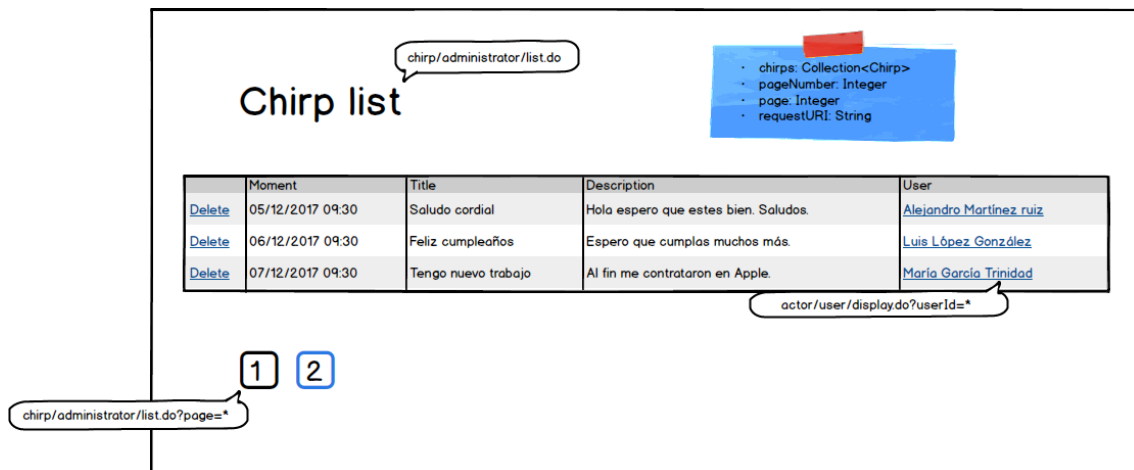 chirp/administrator/list.do
Chirp list
· chirps: Collection<Chirp>
· pageNumber: Integer
· page: Integer
· requestURI: String
Moment Title Description User
Delete 05/12/2017 09:30 Saludo cordial Hola espero que estes bien. Saludos. Alejandro Martínez ruiz
Delete 06/12/2017 09:30 Feliz cumpleaños Espero que cumplas muchos más. Luis López González
Delete 07/12/2017 09:30 Tengo nuevo trabajo Al fin me contrataron en Apple. María García Trinidad
actor/user/display.do?userId=*
1 2
chirp/administrator/list.do?page=*